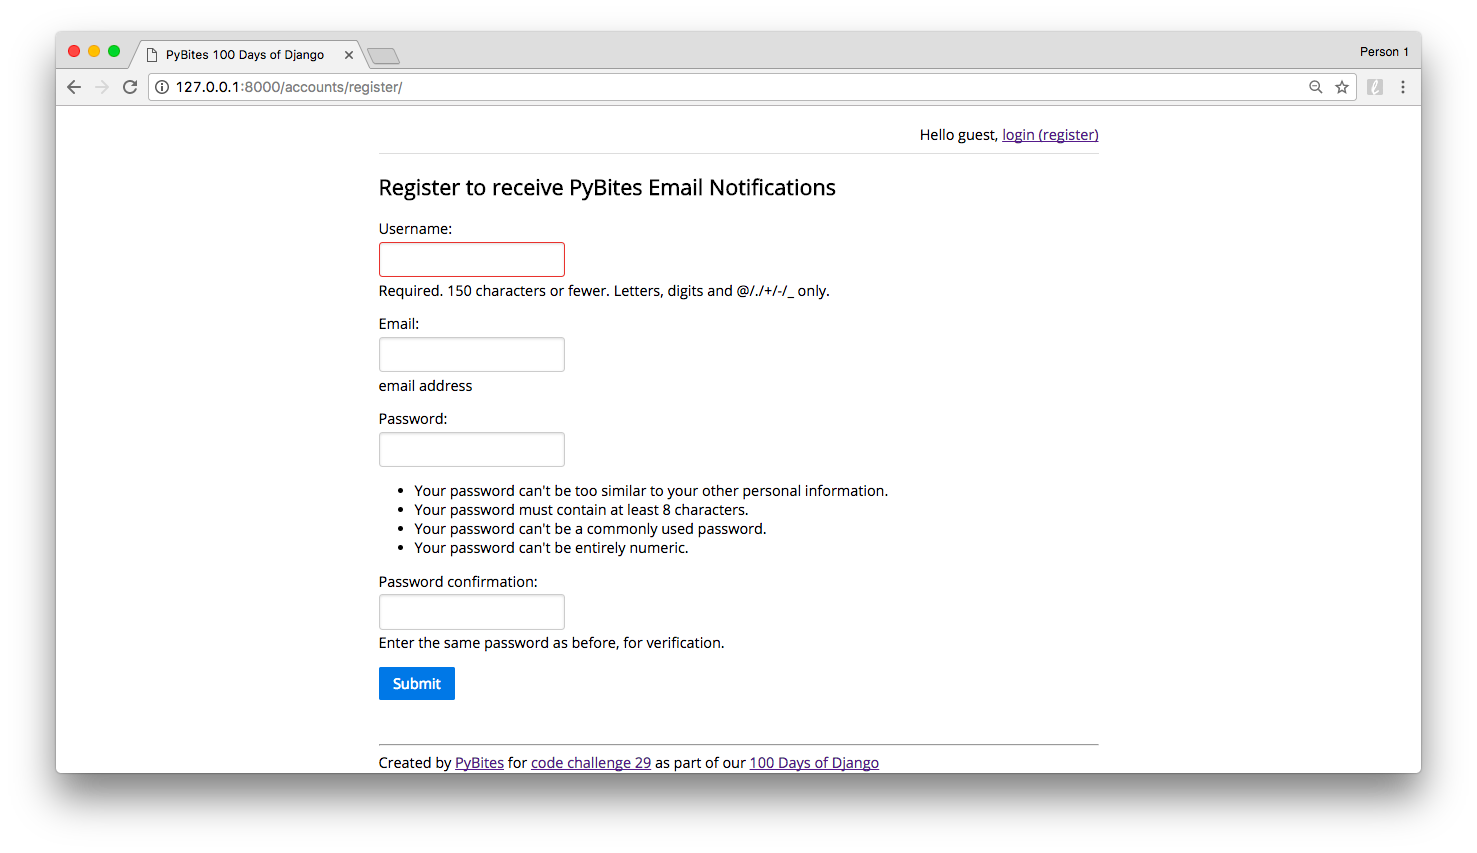 PyBites 100 Days of Django
Person 1
127.0.0.1:8000/accounts/register/
Hello guest, login (register)
Register to receive PyBites Email Notifications
Username:
Required. 150 characters or fewer. Letters, digits and @/./+/-/_ only.
Email:
email address
Password:
• Your password can't be too similar to your other personal information.
• Your password must contain at least 8 characters.
• Your password can't be a commonly used password.
• Your password can't be entirely numeric.
Password confirmation:
Enter the same password as before, for verification.
Submit
Created by PyBites for code challenge 29 as part of our 100 Days of Django